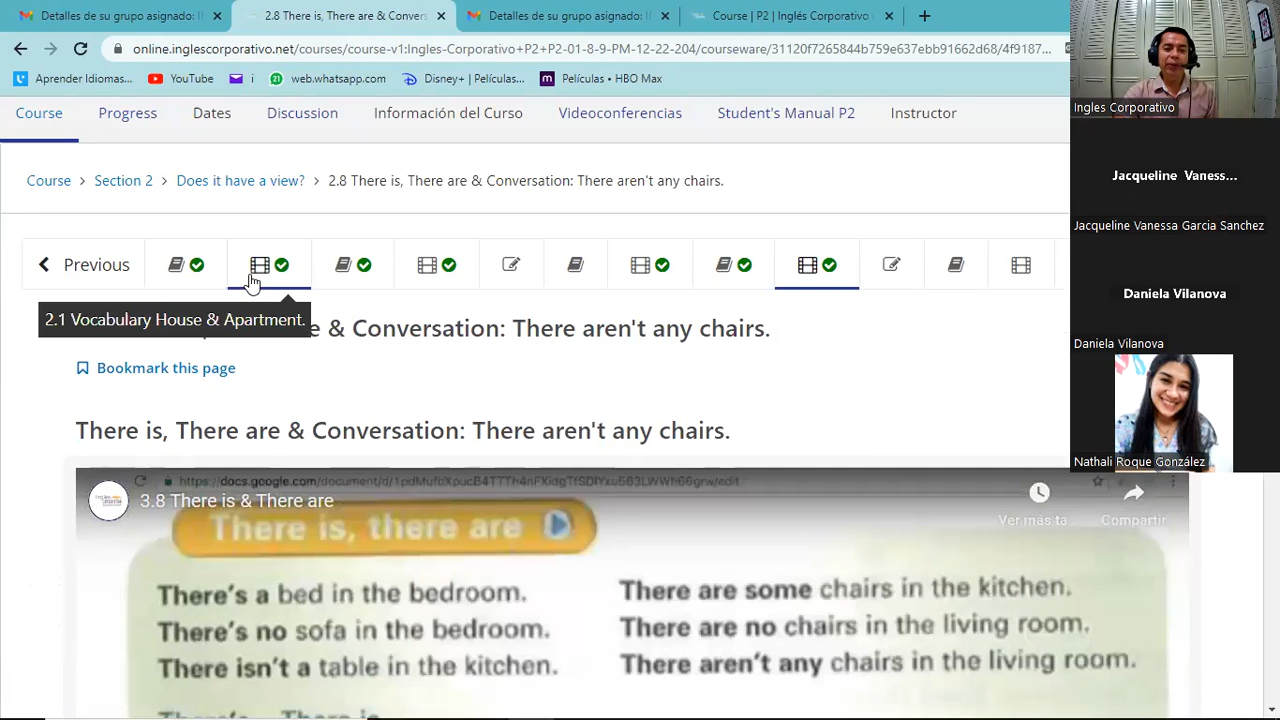 Detalles de su grupo asignado: I
2.8 There is, There are & Convers
Detalles de su grupo asignado: I
Course | P2 | Inglés Corporativo
online.inglescorporativo.net/courses/course-v1:Ingles-Corporativo+P2+P2-01-8-9-PM-12-22-204/courseware/31120f7265844b759e267ebb91662d68/4f9187...
Aprender Idiomas...
YouTube
i
web.whatsapp.com
Disney+ | Películas...
Películas • HBO Max
Course
Progress
Dates
Discussion
Información del Curso
Videoconferencias
Student's Manual P2
Instructor
Course > Section 2 > Does it have a view? > 2.8 There is, There are & Conversation: There aren't any chairs.
Previous
2.1 Vocabulary House & Apartment.
e & Conversation: There aren't any chairs.
Bookmark this page
There is, There are & Conversation: There aren't any chairs.
3.8 There is & There are
Ver más ta...
Compartir
There is, there are
There's a bed in the bedroom.
There's no sofa in the bedroom.
There isn't a table in the kitchen.
There are some chairs in the kitchen.
There are no chairs in the living room.
There aren't any chairs in the living room.
Ingles Corporativo
Jacqueline Vaness...
Jacqueline Vanessa Garcia Sanchez
Daniela Vilanova
Daniela Vilanova
Nathali Roque González